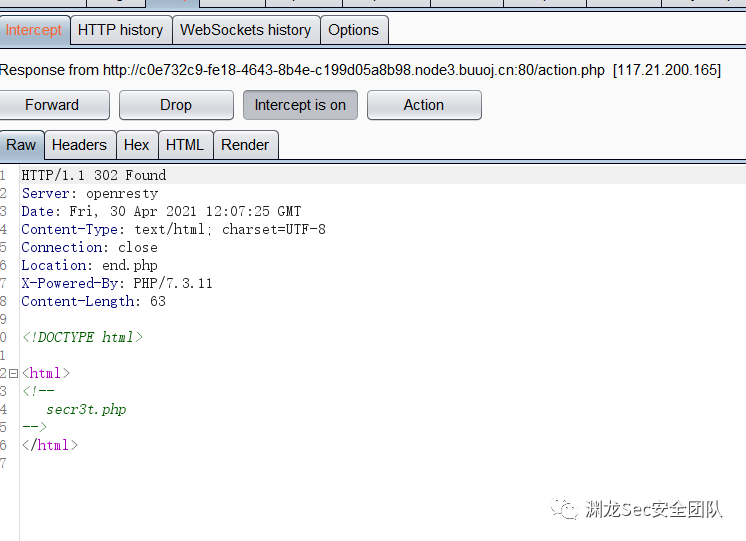 Intercept HTTP history WebSockets history Options
Response from http://c0e732c9-fe18-4643-8b4e-c199d05a8b98.node3.buuoj.cn:80/action.php [117.21.200.165]
Forward Drop Intercept is on Action
Raw Headers Hex HTML Render
1 HTTP/1.1 302 Found
2 Server: openresty
3 Date: Fri, 30 Apr 2021 12:07:25 GMT
4 Content-Type: text/html; charset=UTF-8
5 Connection: close
6 Location: end.php
7 X-Powered-By: PHP/7.3.11
8 Content-Length: 63
9
0 <!DOCTYPE html>
1
2 <html>
3 <!--
4 secr3t.php
5 -->
6 </html>
7
渊龙Sec安全团队